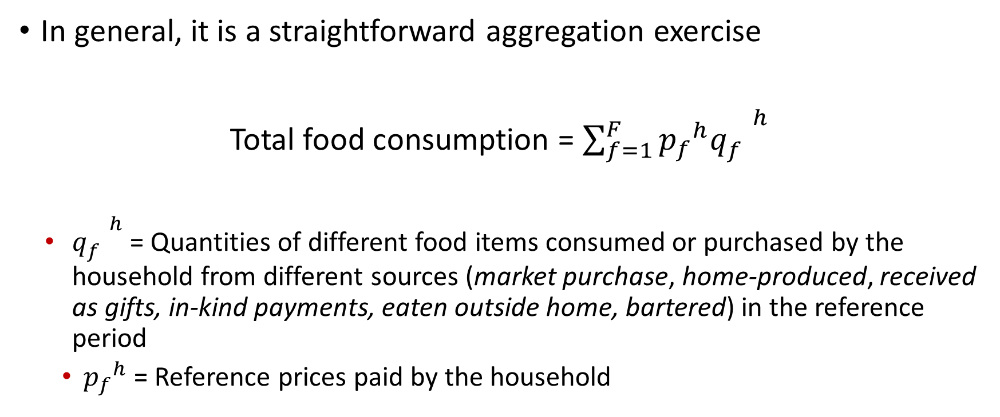 • In general, it is a straightforward aggregation exercise
Total food consumption = ∑_{f=1}^{F} p_f^h q_f^h
• q_f^h = Quantities of different food items consumed or purchased by the
household from different sources (market purchase, home-produced, received
as gifts, in-kind payments, eaten outside home, bartered) in the reference
period
• p_f^h = Reference prices paid by the household